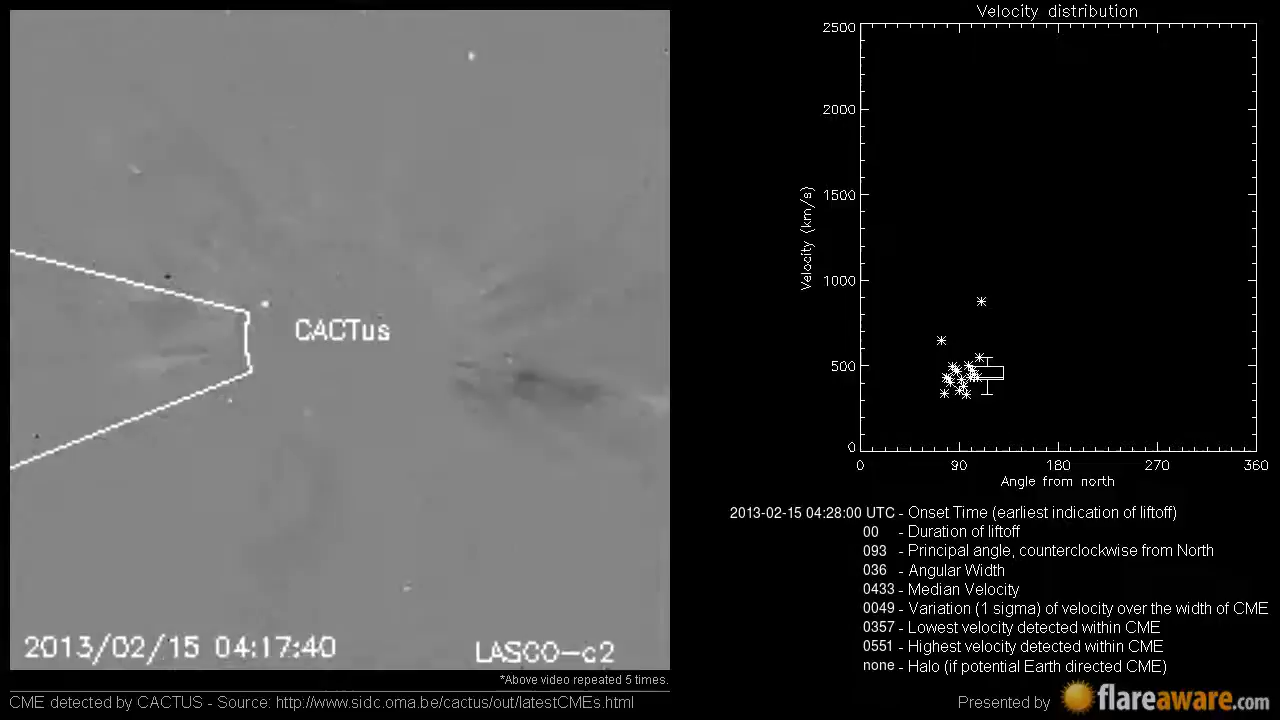 CACTus
2013/02/15 04:17:40
LASCO-c2
*Above video repeated 5 times.
CME detected by CACTUS - Source: http://www.sidc.oma.be/cactus/out/latestCMEs.html
Velocity distribution
2500
2000
1500
1000
500
0
Velocity (km/s)
0 90 180 270 360
Angle from north
2013-02-15 04:28:00 UTC - Onset Time (earliest indication of liftoff)
00 - Duration of liftoff
093 - Principal angle, counterclockwise from North
036 - Angular Width
0433 - Median Velocity
0049 - Variation (1 sigma) of velocity over the width of CME
0357 - Lowest velocity detected within CME
0551 - Highest velocity detected within CME
none - Halo (if potential Earth directed CME)
Presented by flareaware.com